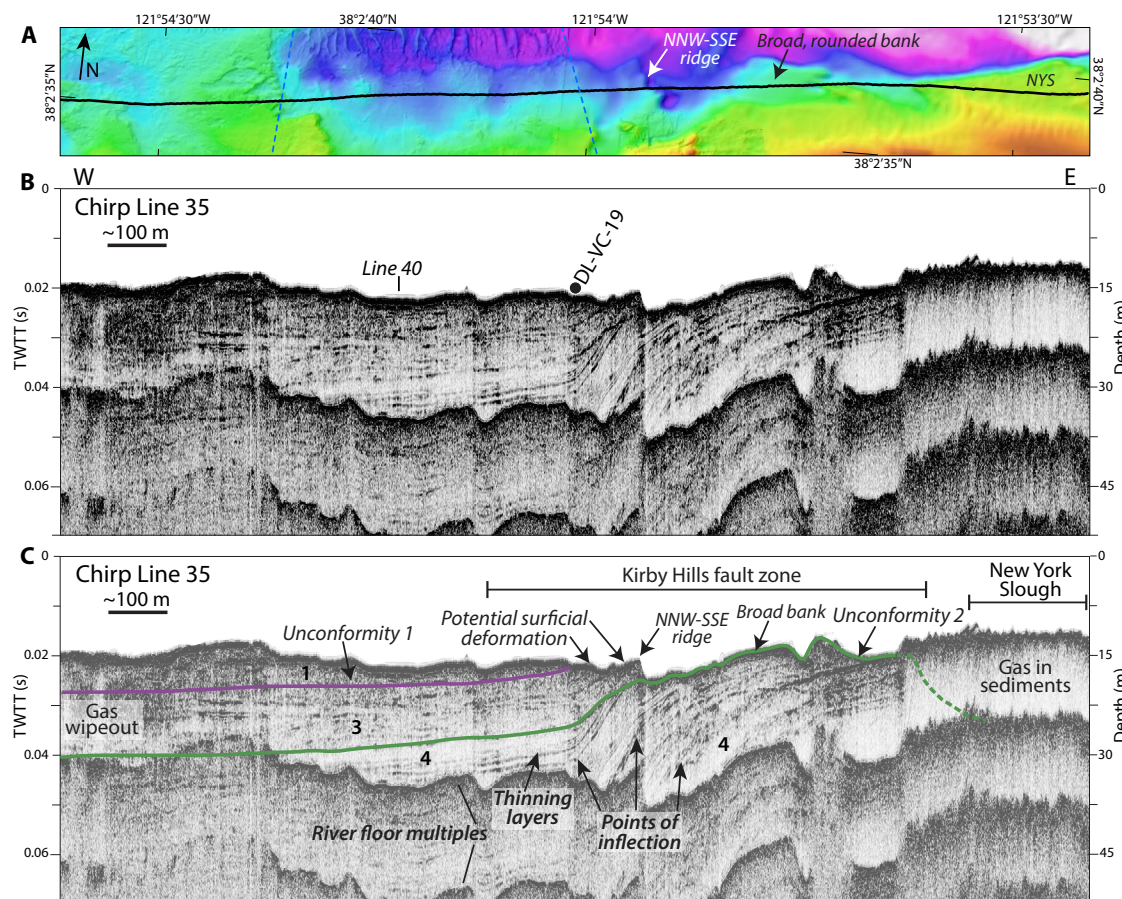 121°54'30"W
38°2'40"N
121°54'W
121°53'30"W
A
N
NNW-SSE
ridge
Broad, rounded bank
NYS
38°2'35"N
38°2'40"N
38°2'35"N
B
W
E
Chirp Line 35
~100 m
Line 40
DL-VC-19
0
0.02
0.04
0.06
TWTT (s)
0
15
30
45
Depth (m)
C
Chirp Line 35
~100 m
Kirby Hills fault zone
New York
Slough
Unconformity 1
Potential surficial
deformation
NNW-SSE
ridge
Broad bank
Unconformity 2
1
Gas
wipeout
3
4
4
Gas in
sediments
Thinning
layers
Points of
inflection
River floor multiples
0
0.02
0.04
0.06
TWTT (s)
0
15
30
45
Depth (m)